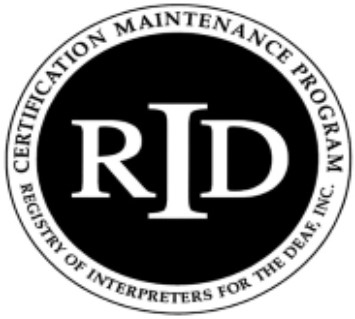 CERTIFICATION MAINTENANCE PROGRAM
RID
REGISTRY OF INTERPRETERS FOR THE DEAF, INC.